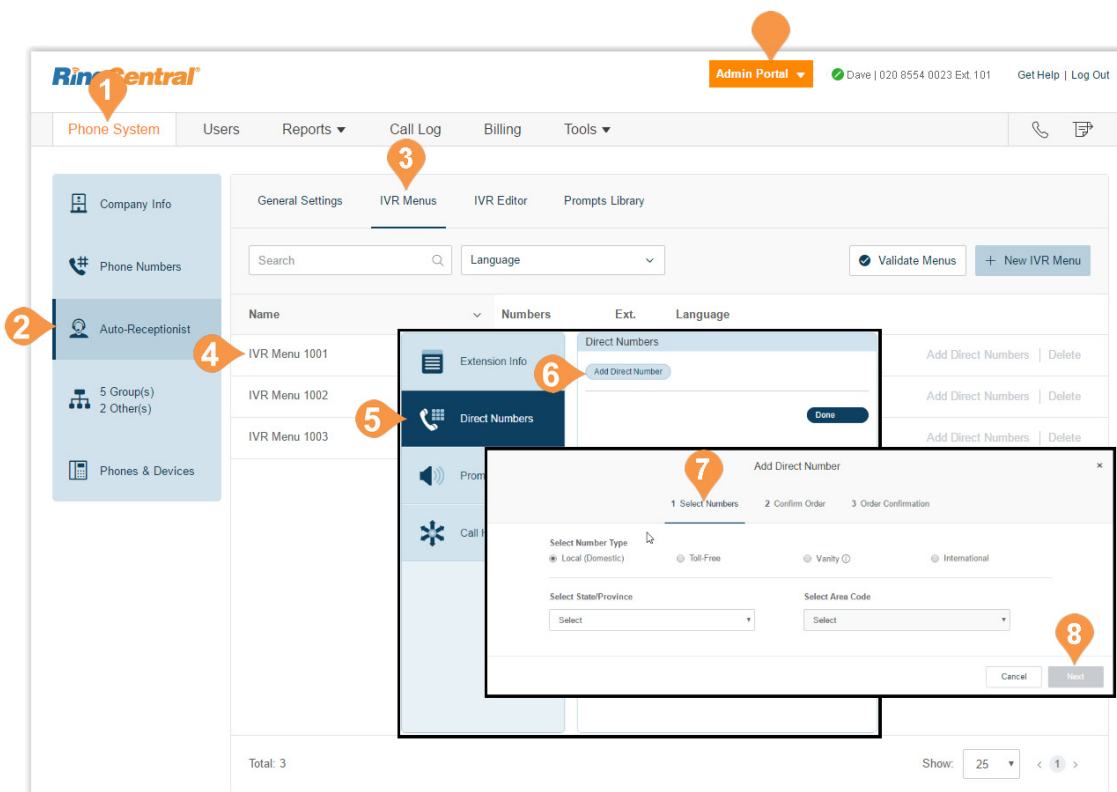 RingCentral®
Admin Portal
Dave | 020 8554 0023 Ext. 101
Get Help | Log Out
1
Phone System
Users
Reports
Call Log
Billing
Tools
3
General Settings
IVR Menus
IVR Editor
Prompts Library
Company Info
Phone Numbers
2
Auto-Receptionist
5 Group(s)
2 Other(s)
Phones & Devices
Search
Language
Validate Menus
+ New IVR Menu
Name
Numbers
Ext.
Language
4
IVR Menu 1001
Add Direct Numbers | Delete
IVR Menu 1002
Add Direct Numbers | Delete
IVR Menu 1003
Add Direct Numbers | Delete
Extension Info
5
Direct Numbers
Prom
Call H
Direct Numbers
6
Add Direct Number
Done
Add Direct Number
×
7
1 Select Numbers
2 Confirm Order
3 Order Confirmation
Select Number Type
Local (Domestic)
Toll-Free
Vanity
International
Select State/Province
Select Area Code
Select
Select
8
Cancel
Next
Total: 3
Show:
25
< 1 >